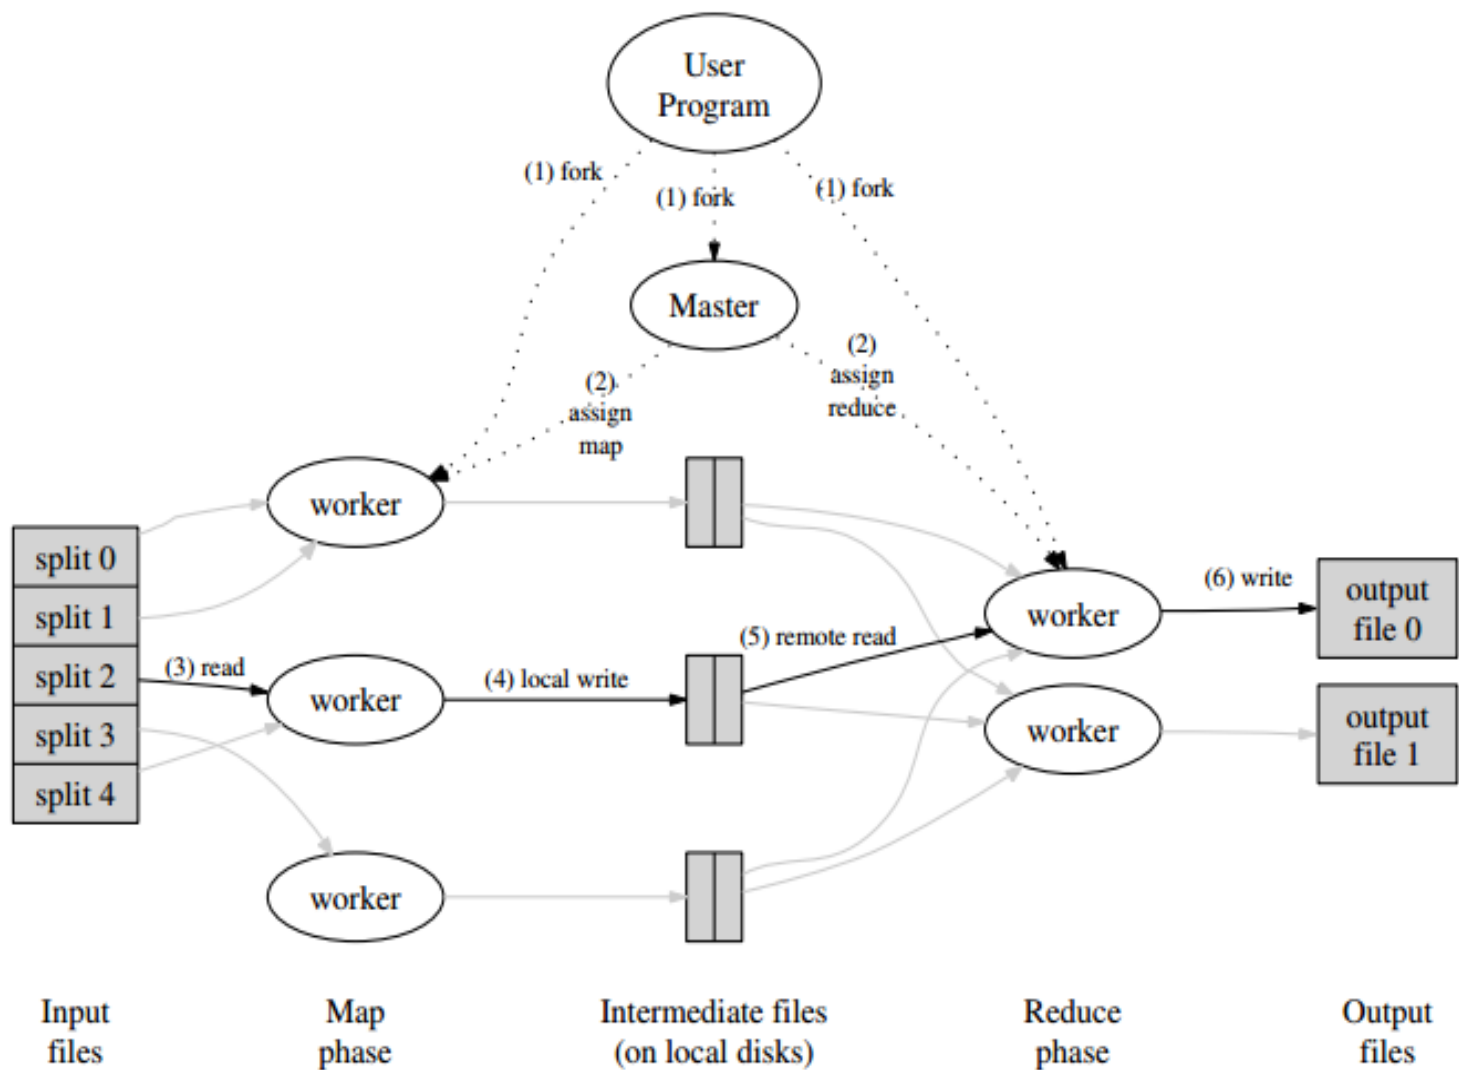 User
Program
(1) fork
(1) fork
(1) fork
Master
(2)
assign
map
(2)
assign
reduce
worker
split 0
split 1
split 2
split 3
split 4
(3) read
worker
(4) local write
(5) remote read
worker
(6) write
output
file 0
worker
output
file 1
worker
Input
files
Map
phase
Intermediate files
(on local disks)
Reduce
phase
Output
files